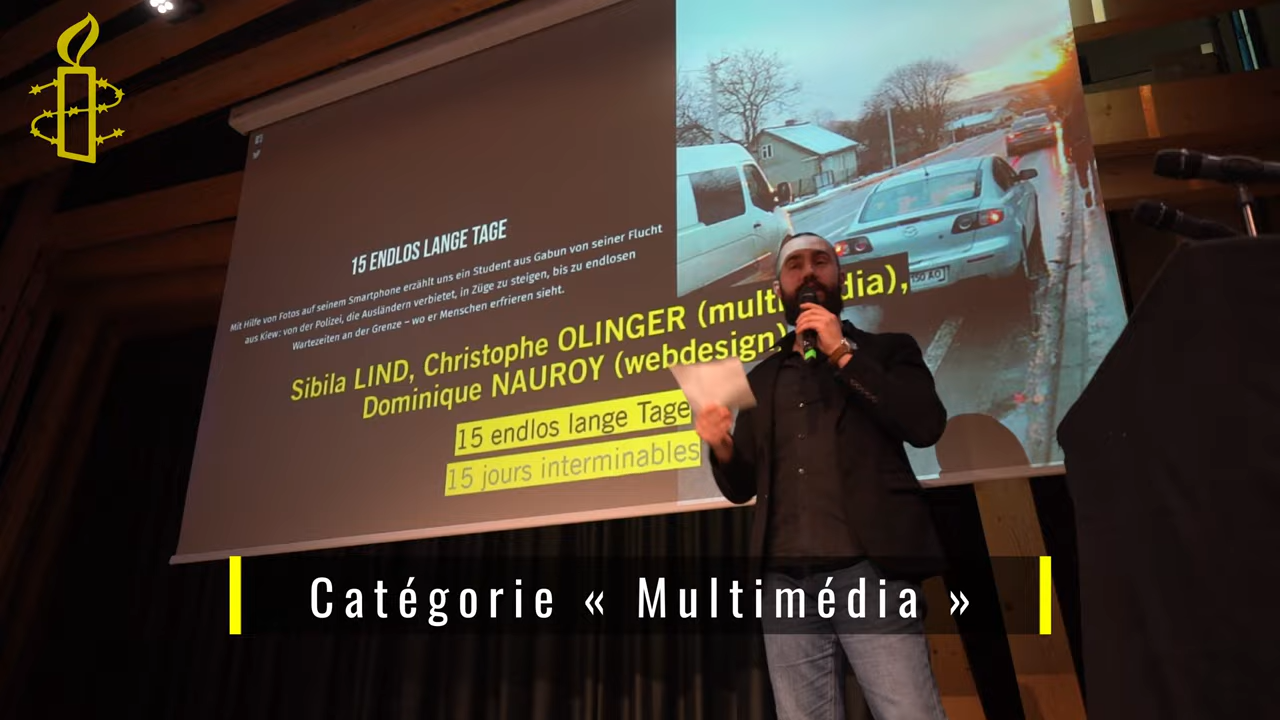 15 ENDLOS LANGE TAGE
Mit Hilfe von Fotos auf seinem Smartphone erzählt uns ein Student aus Gabun von seiner Flucht
aus Kiew: von der Polizei, die Ausländern verbietet, in Züge zu steigen, bis zu endlosen
Wartezeiten an der Grenze – wo er Menschen erfrieren sieht.
Sibila LIND, Christophe OLINGER (multimedia),
Dominique NAUROY (webdesign)
15 endlos lange Tage
15 jours interminables
Catégorie « Multimédia »